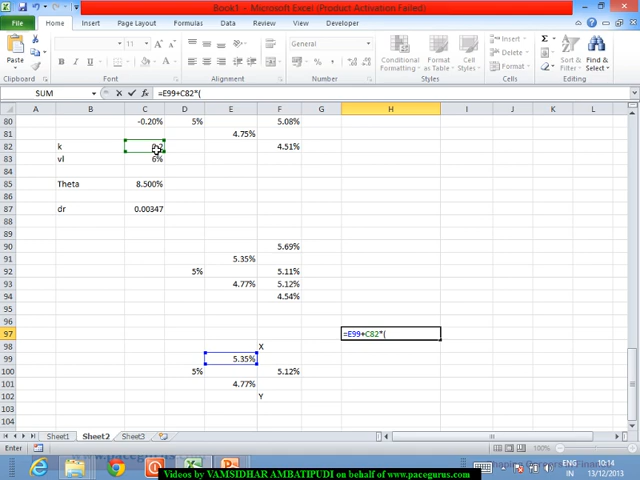 Book1 - Microsoft Excel (Product Activation Failed)
File Home Insert Page Layout Formulas Data Review View Developer
Paste
Clipboard Font Alignment Number Styles Cells Editing
11 A A
General
Conditional Formatting Format as Table Cell Styles
Insert
Delete
Format
Sort & Filter Find & Select
SUM =E99+C82*(
A B C D E F G H I J K L
80 -0.20% 5% 5.08%
81 4.75%
82 k 4.51%
83 vl 6%
84
85 Theta 8.500%
86
87 dr 0.00347
88
89
90 5.69%
91 5.35%
92 5% 5.11%
93 4.77% 5.12%
94 4.54%
95
96
97 =E99+C82*(
98 X
99 5.35%
100 5% 5.12%
101 4.77%
102 Y
103
104
Sheet1 Sheet2 Sheet3
Enter 100%
www.pacegurus.com
ENG
IN
10:14
13/12/2013
Videos by VAMSIDHAR AMBATIPUDI on behalf of www.pacegurus.com